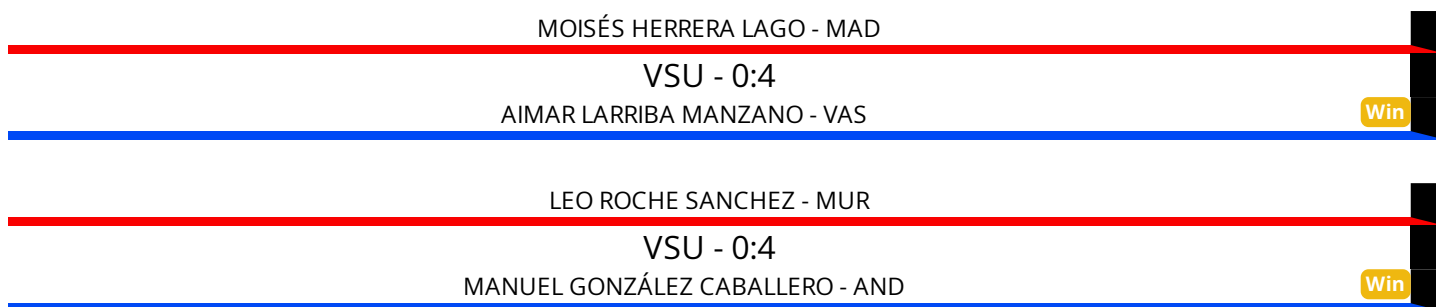 MOISÉS HERRERA LAGO - MAD
VSU - 0:4
AIMAR LARRIBA MANZANO - VAS
Win
LEO ROCHE SANCHEZ - MUR
VSU - 0:4
MANUEL GONZÁLEZ CABALLERO - AND
Win